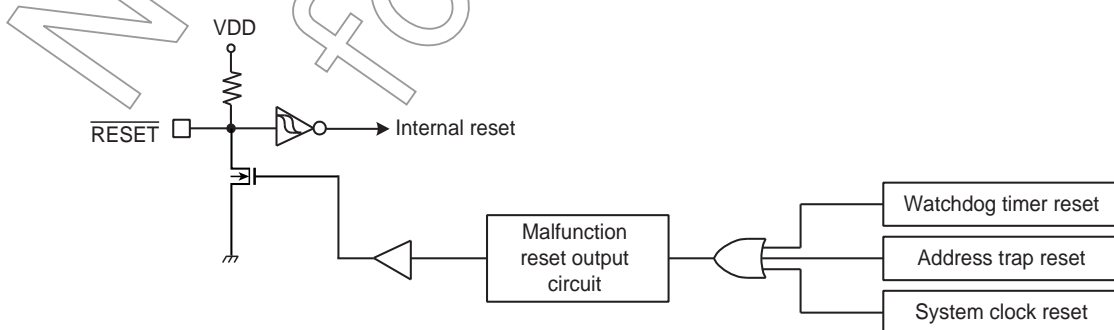 VDD
RESET
Internal reset
Malfunction
reset output
circuit
Watchdog timer reset
Address trap reset
System clock reset